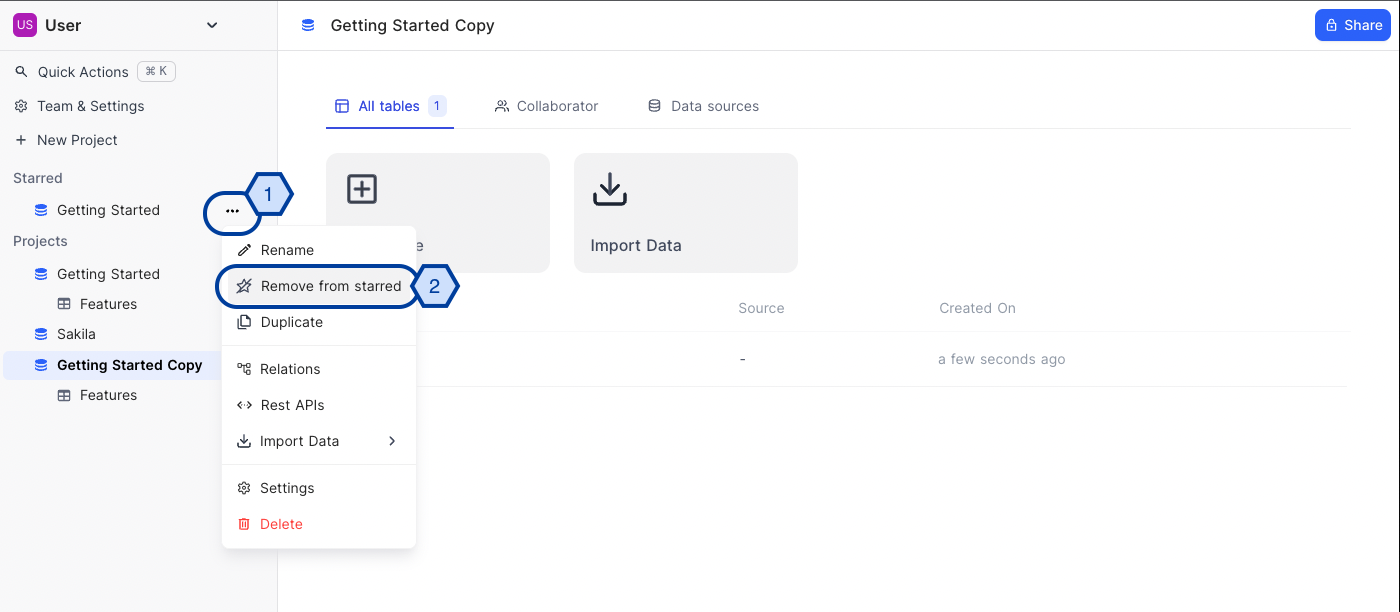 US User
Getting Started Copy
Share
Quick Actions ⌘ K
Team & Settings
New Project
Starred
Getting Started
Projects
Getting Started
Features
Sakila
Getting Started Copy
Features
1
Rename
Remove from starred
2
Duplicate
Relations
Rest APIs
Import Data
Settings
Delete
All tables 1
Collaborator
Data sources
Import Data
Source
Created On
-
a few seconds ago